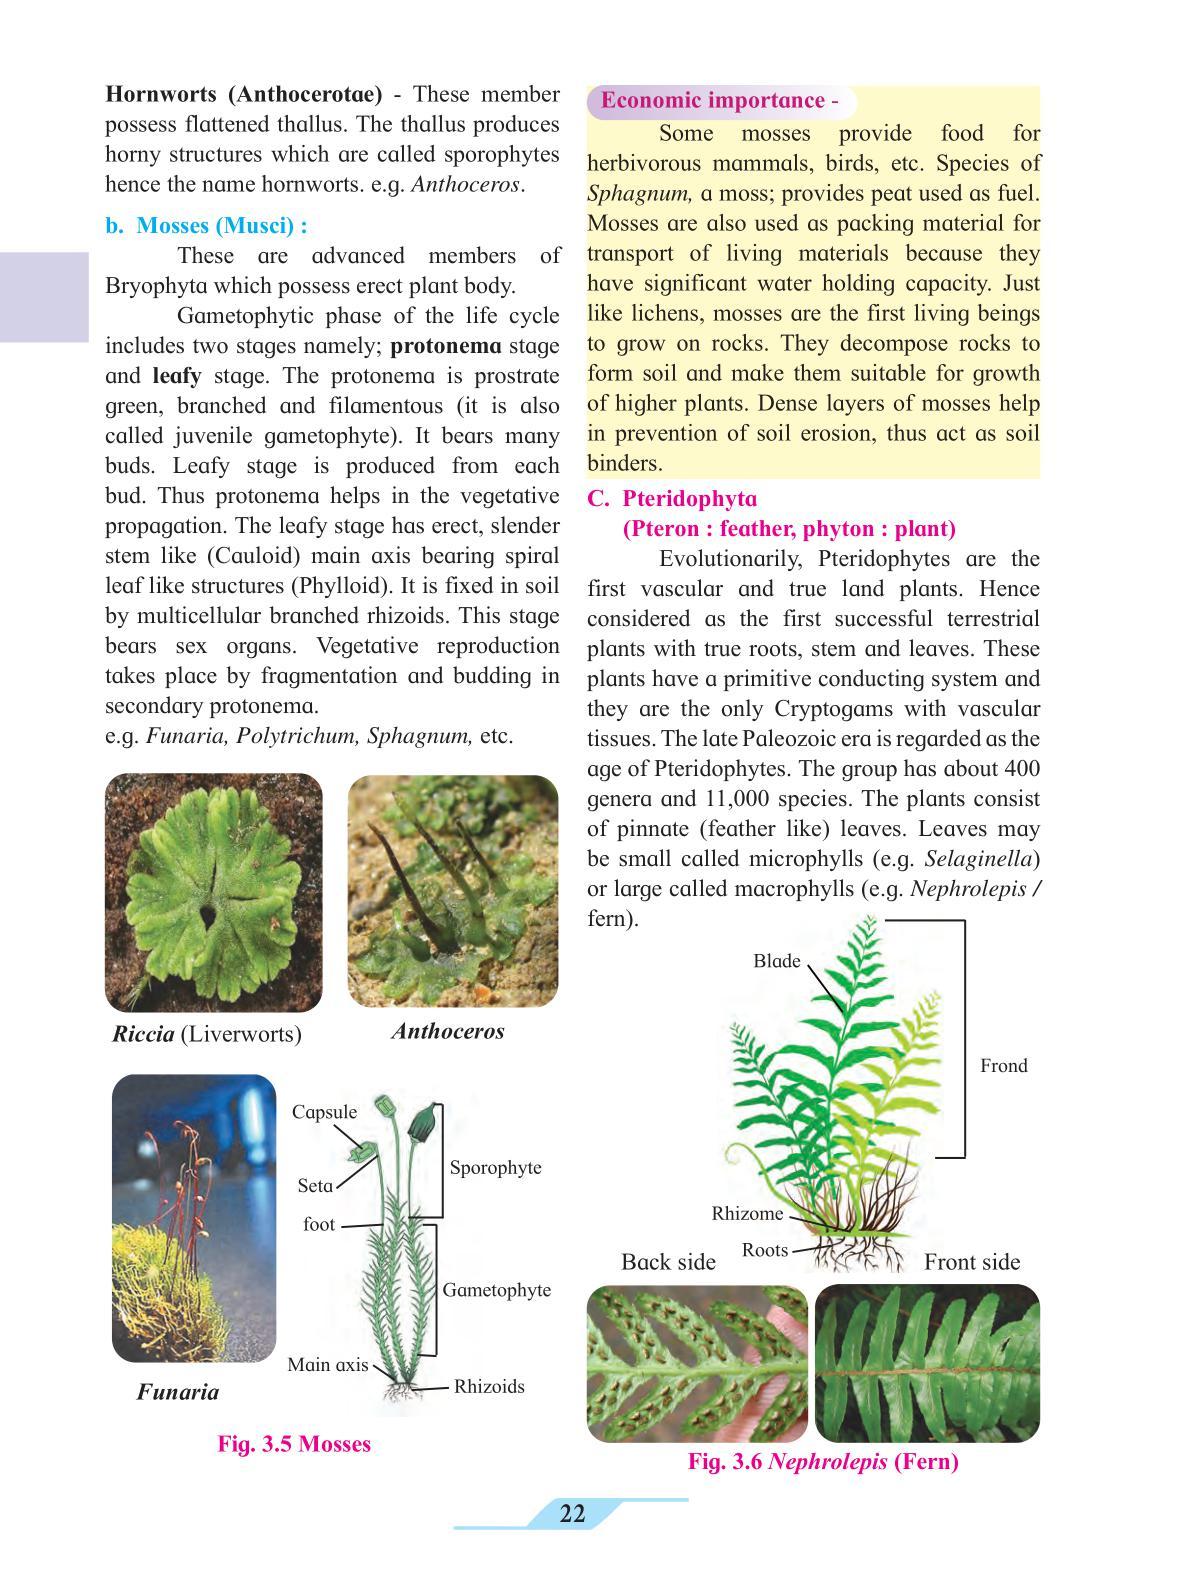 Hornworts (Anthocerotae) - These member
possess flattened thallus. The thallus produces
horny structures which are called sporophytes
hence the name hornworts. e.g. Anthoceros.
b. Mosses (Musci) :
These are advanced members of
Bryophyta which possess erect plant body.
Gametophytic phase of the life cycle
includes two stages namely; protonema stage
and leafy stage. The protonema is prostrate
green, branched and filamentous (it is also
called juvenile gametophyte). It bears many
buds. Leafy stage is produced from each
bud. Thus protonema helps in the vegetative
propagation. The leafy stage has erect, slender
stem like (Cauloid) main axis bearing spiral
leaf like structures (Phylloid). It is fixed in soil
by multicellular branched rhizoids. This stage
bears sex organs. Vegetative reproduction
takes place by fragmentation and budding in
secondary protonema.
e.g. Funaria, Polytrichum, Sphagnum, etc.
Riccia (Liverworts)
Anthoceros
Capsule
Seta
foot
Sporophyte
Gametophyte
Main axis
Rhizoids
Funaria
Fig. 3.5 Mosses
Economic importance -
Some mosses provide food for
herbivorous mammals, birds, etc. Species of
Sphagnum, a moss; provides peat used as fuel.
Mosses are also used as packing material for
transport of living materials because they
have significant water holding capacity. Just
like lichens, mosses are the first living beings
to grow on rocks. They decompose rocks to
form soil and make them suitable for growth
of higher plants. Dense layers of mosses help
in prevention of soil erosion, thus act as soil
binders.
C. Pteridophyta
(Pteron : feather, phyton : plant)
Evolutionarily, Pteridophytes are the
first vascular and true land plants. Hence
considered as the first successful terrestrial
plants with true roots, stem and leaves. These
plants have a primitive conducting system and
they are the only Cryptogams with vascular
tissues. The late Paleozoic era is regarded as the
age of Pteridophytes. The group has about 400
genera and 11,000 species. The plants consist
of pinnate (feather like) leaves. Leaves may
be small called microphylls (e.g. Selaginella)
or large called macrophylls (e.g. Nephrolepis /
fern).
Blade
Frond
Rhizome
Roots
Back side
Front side
Fig. 3.6 Nephrolepis (Fern)
22